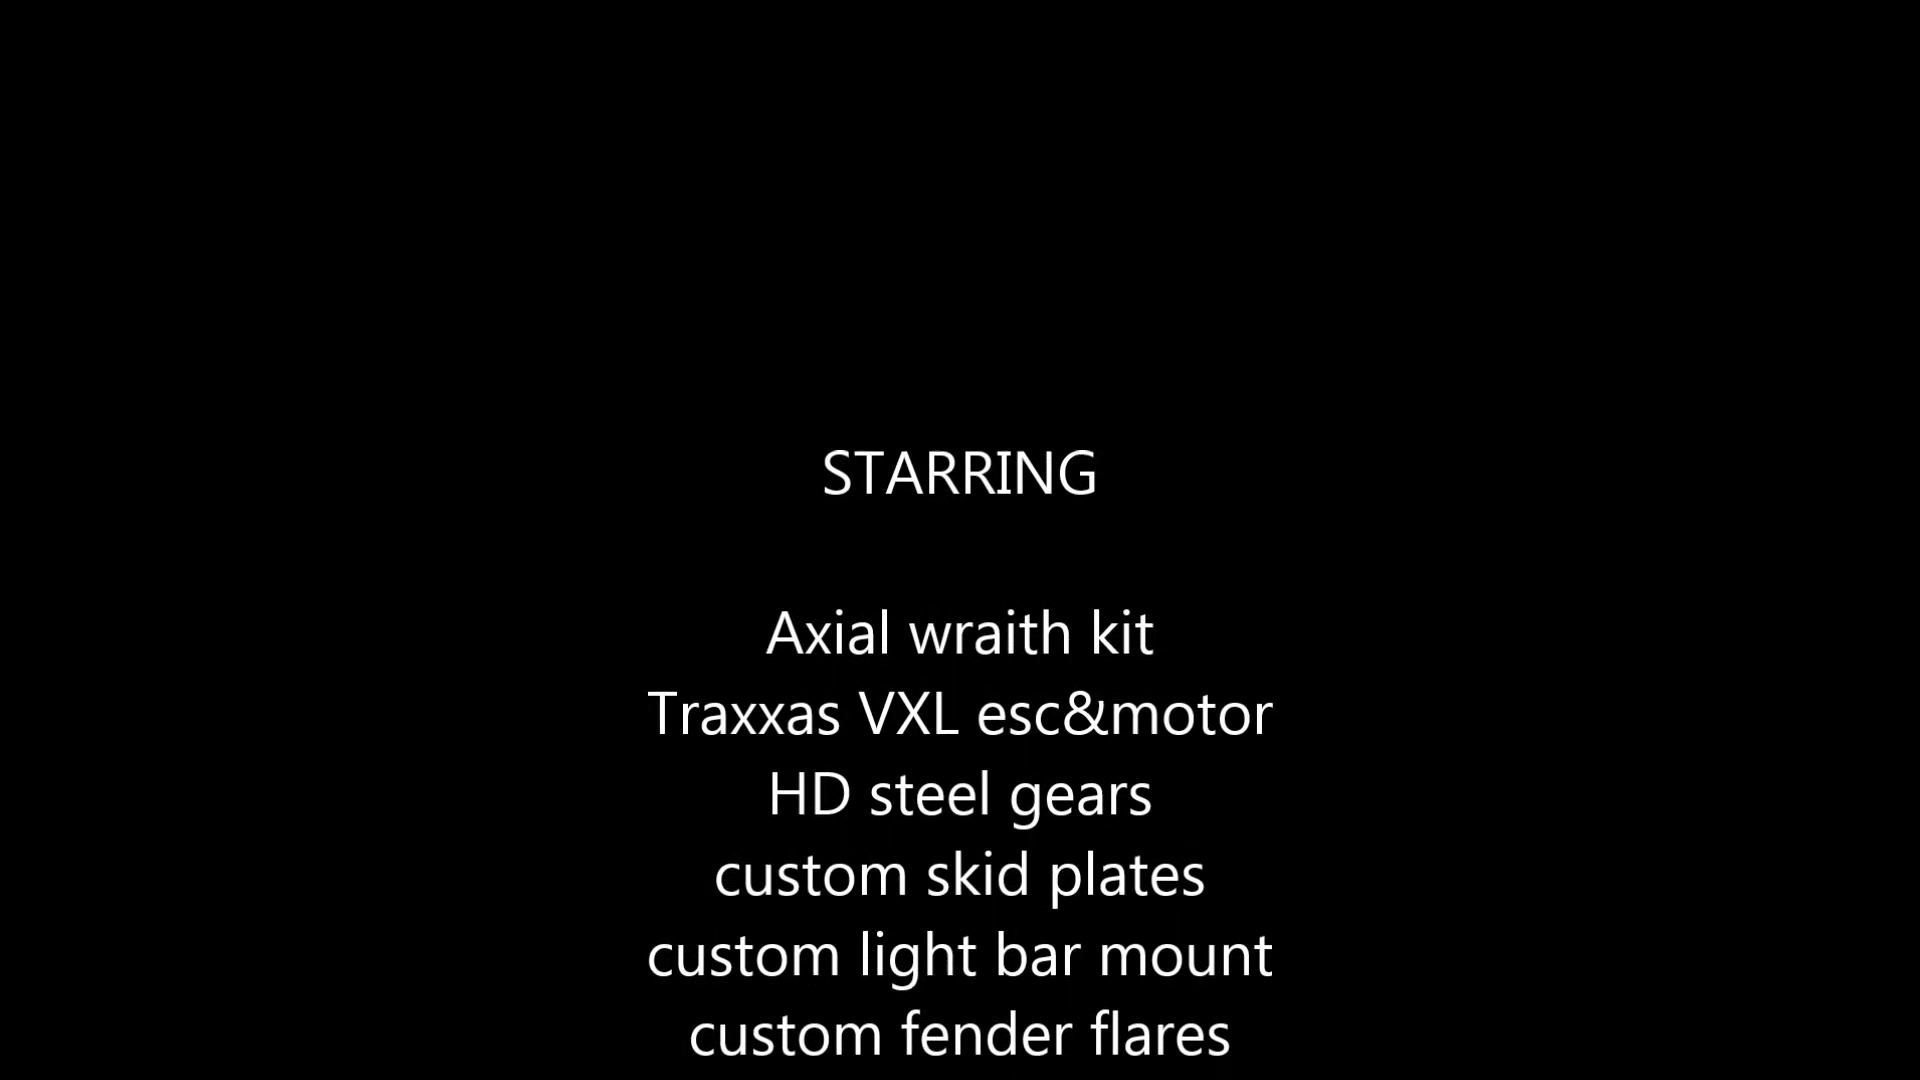 STARRING
Axial wraith kit
Traxxas VXL esc&motor
HD steel gears
custom skid plates
custom light bar mount
custom fender flares